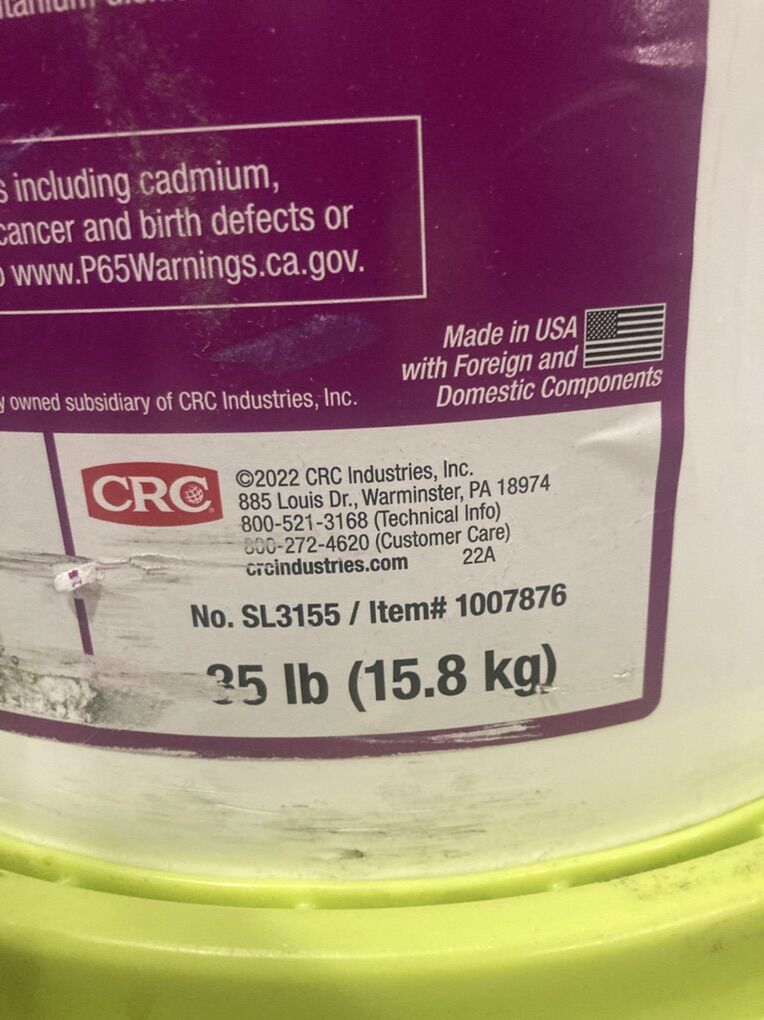 s including cadmium,
cancer and birth defects or
www.P65Warnings.ca.gov.
Made in USA
with Foreign and
Domestic Components
y owned subsidiary of CRC Industries, Inc.
CRC
©2022 CRC Industries, Inc.
885 Louis Dr., Warminster, PA 18974
800-521-3168 (Technical Info)
800-272-4620 (Customer Care)
crcindustries.com 22A
No. SL3155 / Item# 1007876
35 lb (15.8 kg)